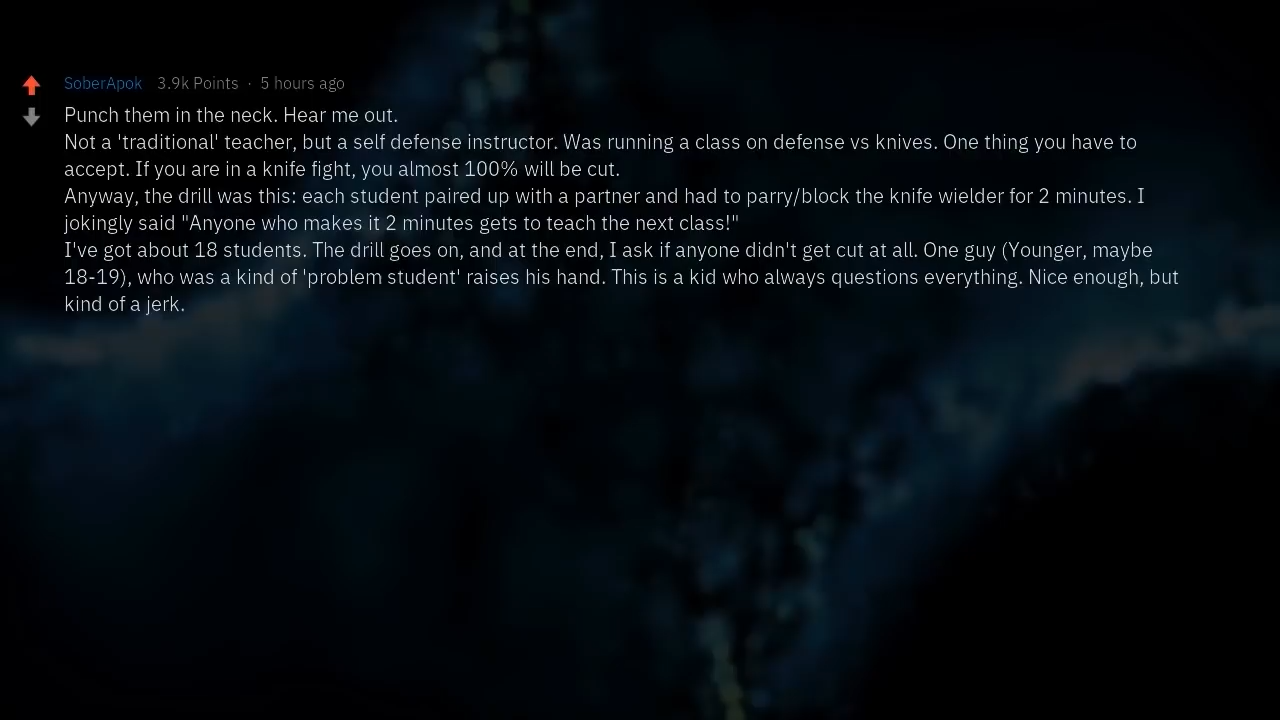 SoberApok 3.9k Points · 5 hours ago
Punch them in the neck. Hear me out.
Not a 'traditional' teacher, but a self defense instructor. Was running a class on defense vs knives. One thing you have to
accept. If you are in a knife fight, you almost 100% will be cut.
Anyway, the drill was this: each student paired up with a partner and had to parry/block the knife wielder for 2 minutes. I
jokingly said "Anyone who makes it 2 minutes gets to teach the next class!"
I've got about 18 students. The drill goes on, and at the end, I ask if anyone didn't get cut at all. One guy (Younger, maybe
18-19), who was a kind of 'problem student' raises his hand. This is a kid who always questions everything. Nice enough, but
kind of a jerk.